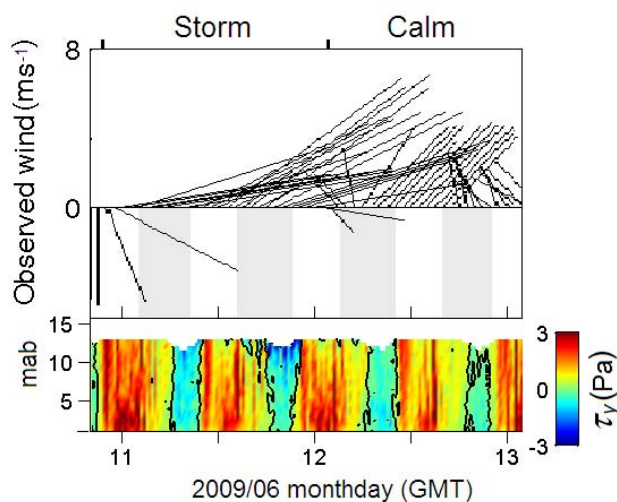 Storm Calm
Observed wind (ms⁻¹)
8
0
mab
15
10
5
11 12 13
2009/06 monthday (GMT)
3
0
-3
τy (Pa)